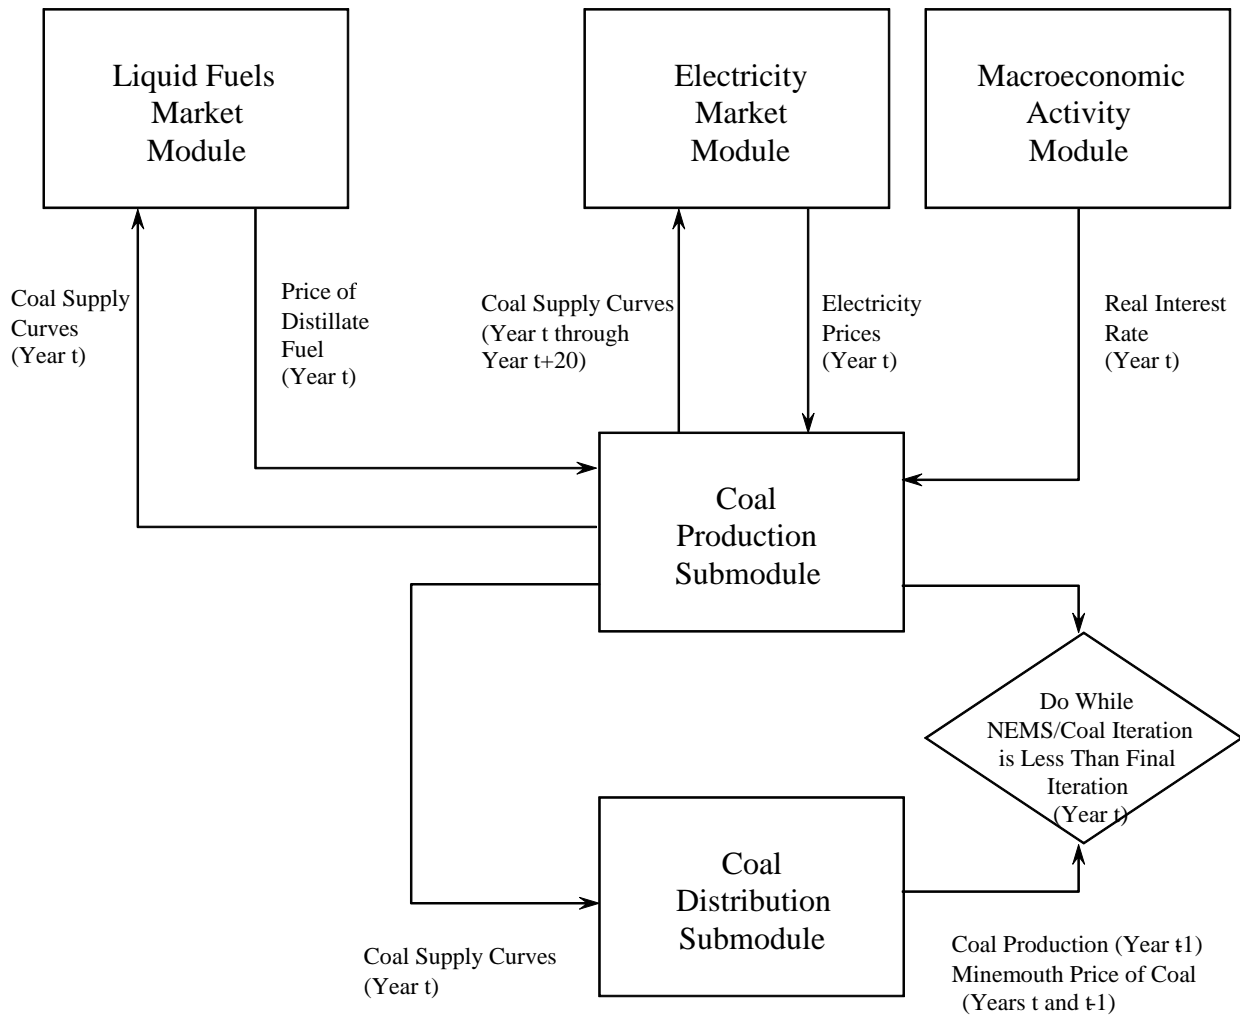 Liquid Fuels
Market
Module
Electricity
Market
Module
Macroeconomic
Activity
Module
Coal Supply
Curves
(Year t)
Price of
Distillate
Fuel
(Year t)
Coal Supply Curves
(Year t through
Year t+20)
Electricity
Prices
(Year t)
Real Interest
Rate
(Year t)
Coal
Production
Submodule
Do While
NEMS/Coal Iteration
is Less Than Final
Iteration
(Year t)
Coal
Distribution
Submodule
Coal Supply Curves
(Year t)
Coal Production (Year t-1)
Minemouth Price of Coal
(Years t and t-1)